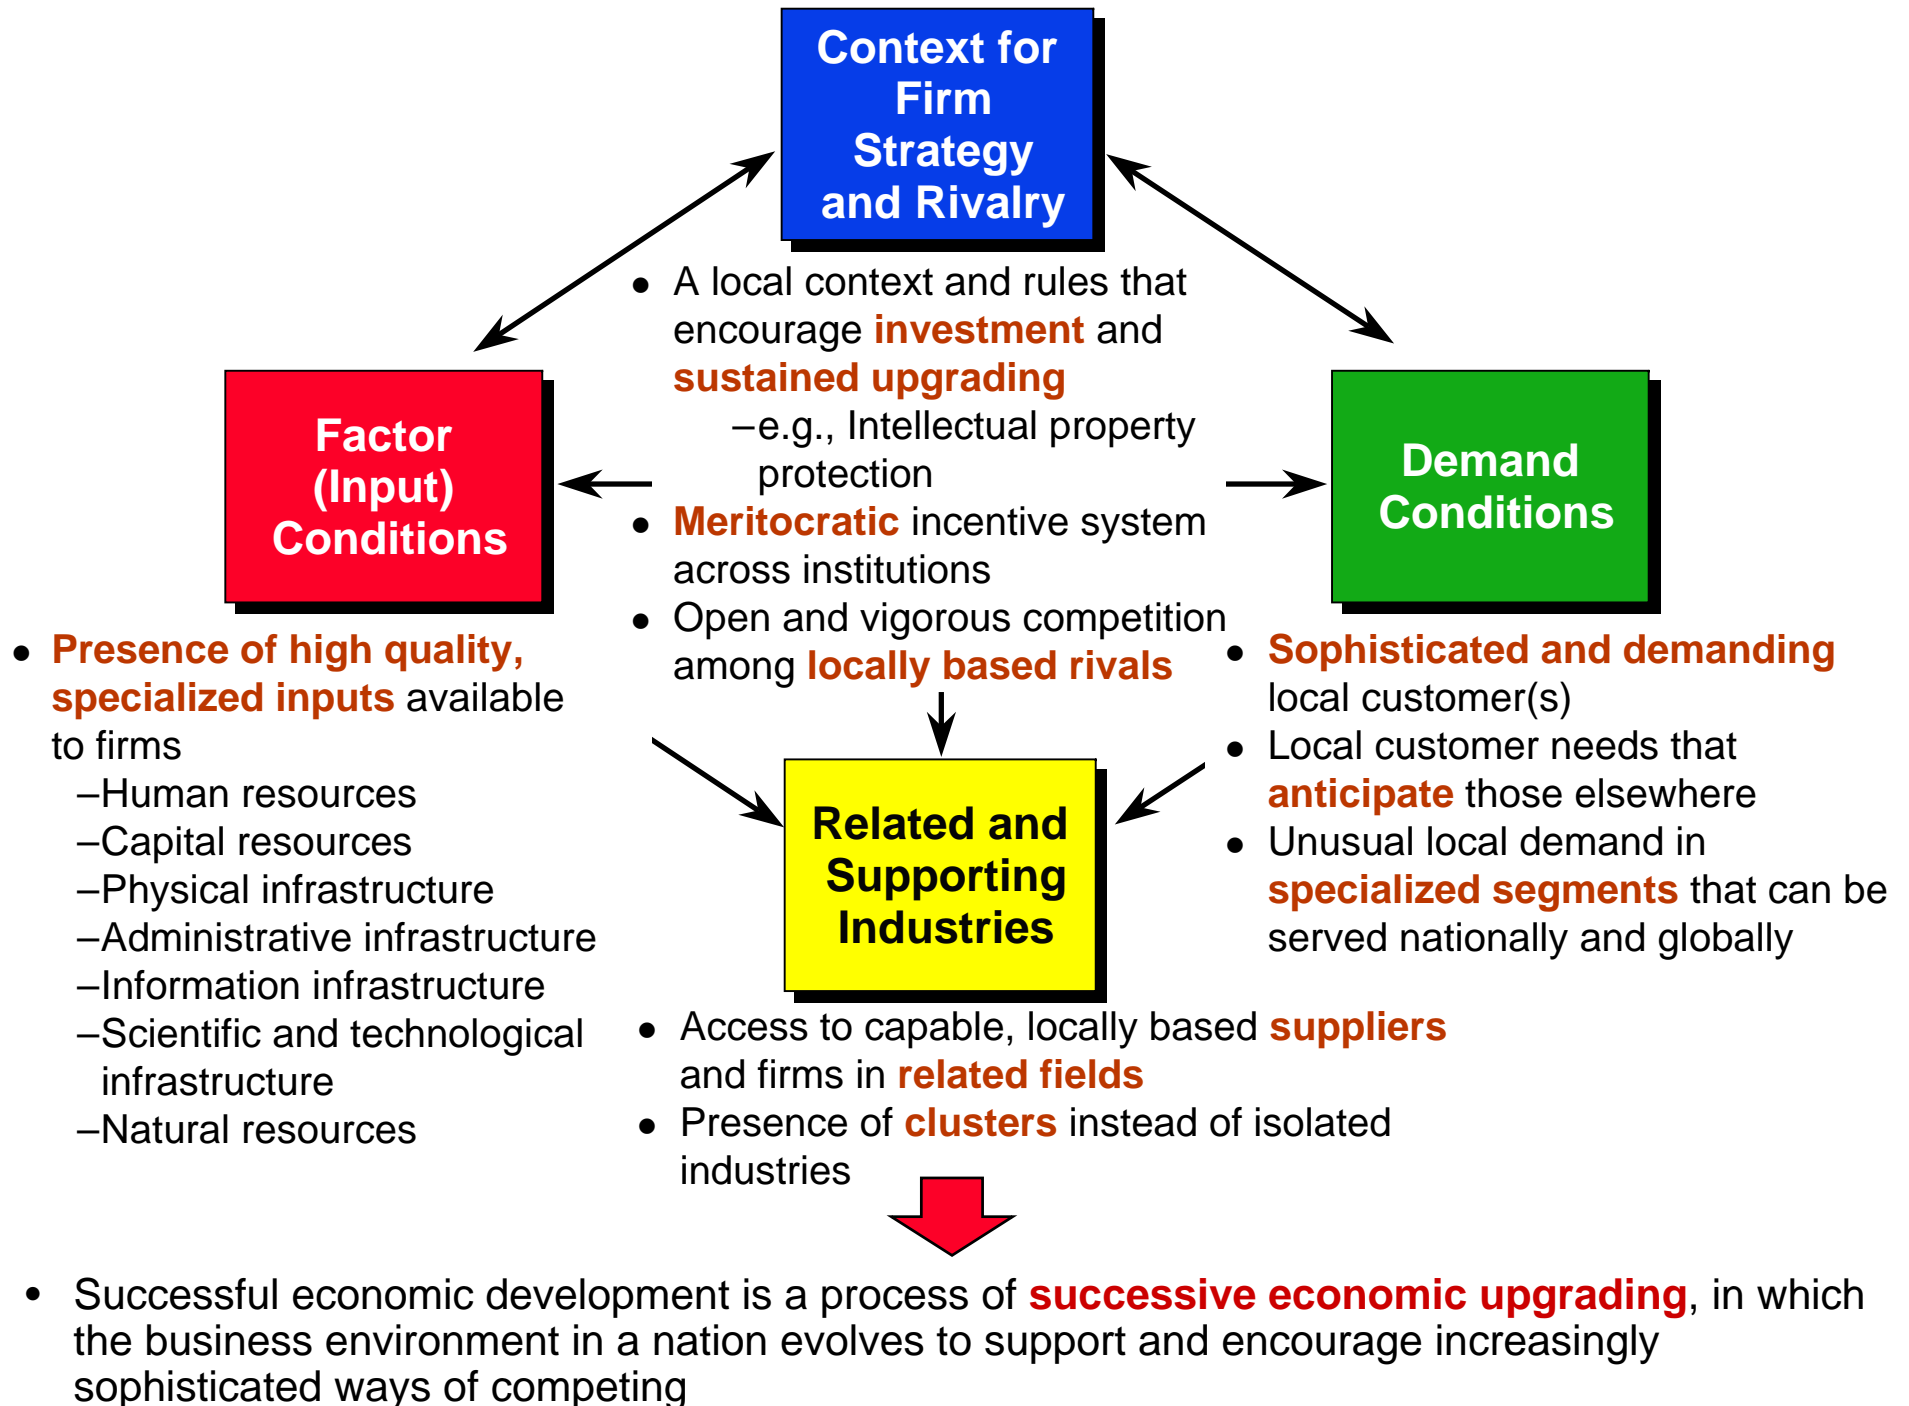 Context for
Firm
Strategy
and Rivalry
● A local context and rules that
encourage investment and
sustained upgrading
–e.g., Intellectual property
protection
● Meritocratic incentive system
across institutions
● Open and vigorous competition
among locally based rivals
Factor
(Input)
Conditions
● Presence of high quality,
specialized inputs available
to firms
–Human resources
–Capital resources
–Physical infrastructure
–Administrative infrastructure
–Information infrastructure
–Scientific and technological
infrastructure
–Natural resources
Demand
Conditions
● Sophisticated and demanding
local customer(s)
● Local customer needs that
anticipate those elsewhere
● Unusual local demand in
specialized segments that can be
served nationally and globally
Related and
Supporting
Industries
● Access to capable, locally based suppliers
and firms in related fields
● Presence of clusters instead of isolated
industries
• Successful economic development is a process of successive economic upgrading, in which
the business environment in a nation evolves to support and encourage increasingly
sophisticated ways of competing